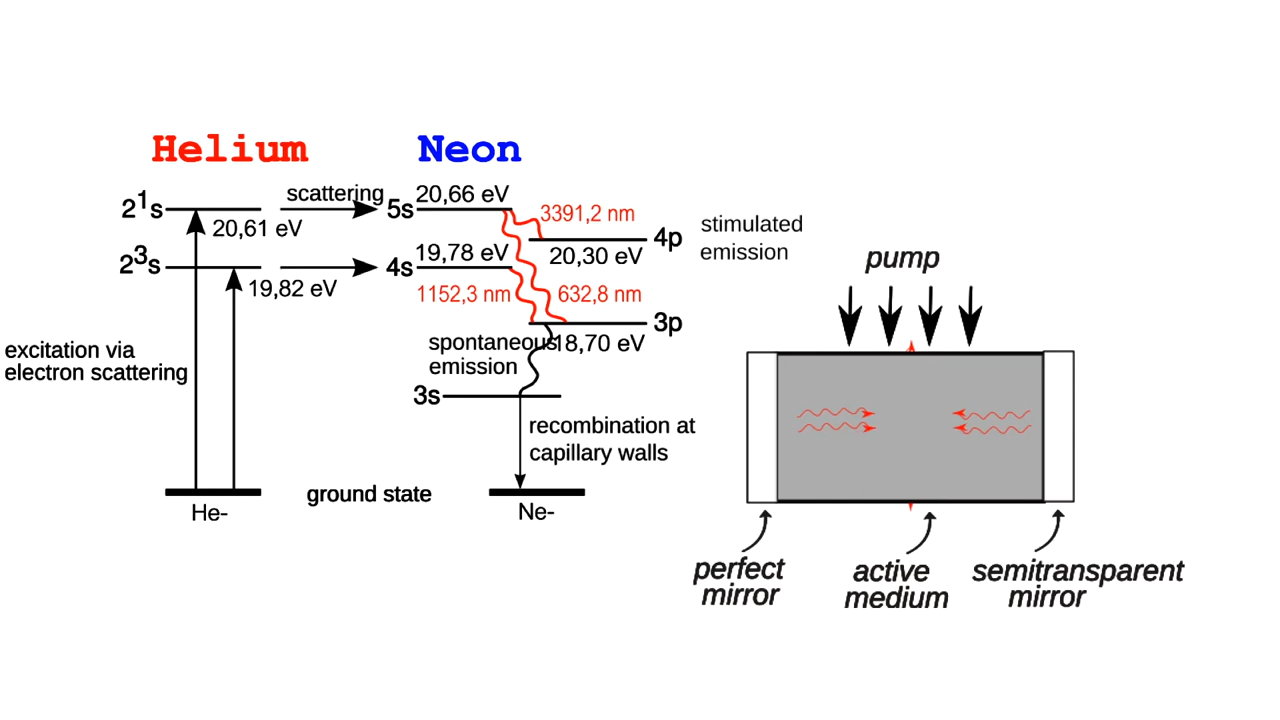 Helium
Neon
2¹s
20,61 eV
scattering
5s
20,66 eV
3391,2 nm
4p
20,30 eV
stimulated
emission
2³s
19,82 eV
4s
19,78 eV
1152,3 nm
632,8 nm
3p
18,70 eV
excitation via
electron scattering
spontaneous
emission
3s
recombination at
capillary walls
ground state
He-
Ne-
pump
perfect
mirror
active
medium
semitransparent
mirror